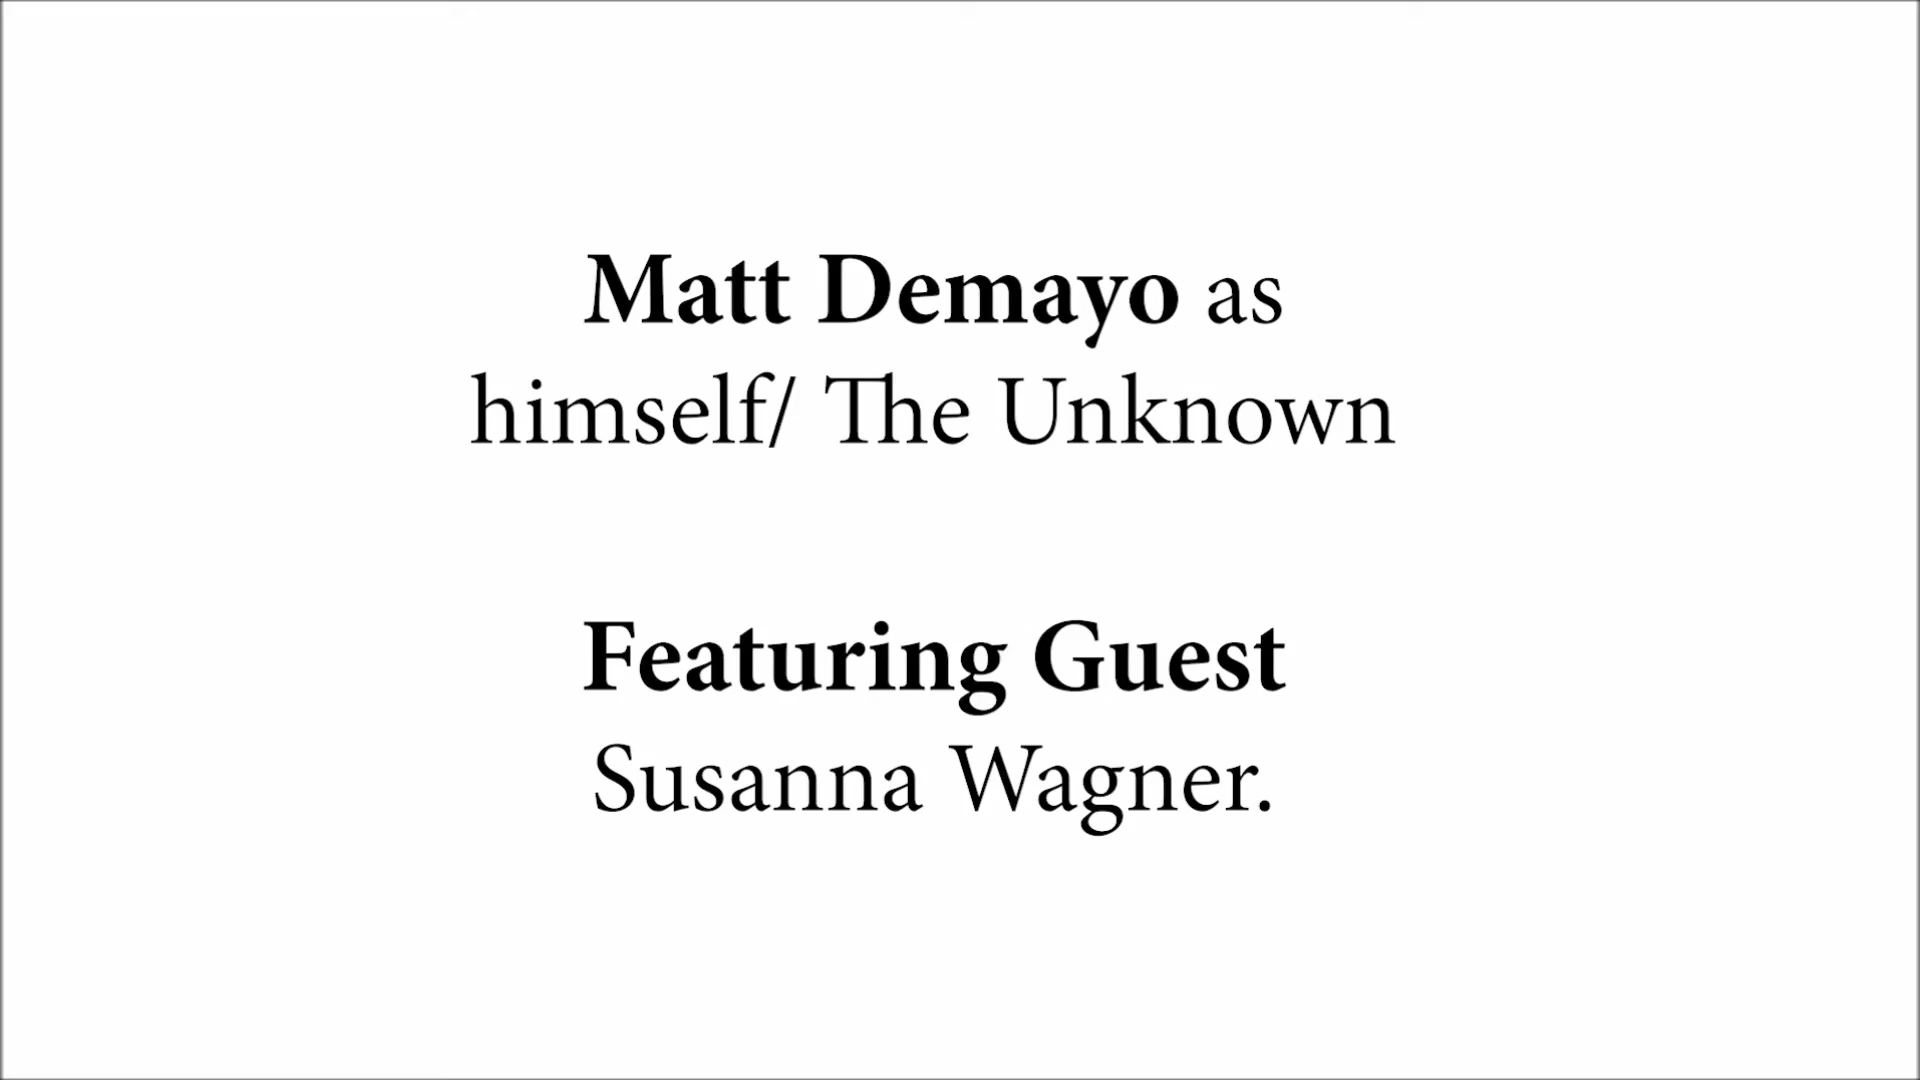 Matt Demayo as
himself/ The Unknown
Featuring Guest
Susanna Wagner.